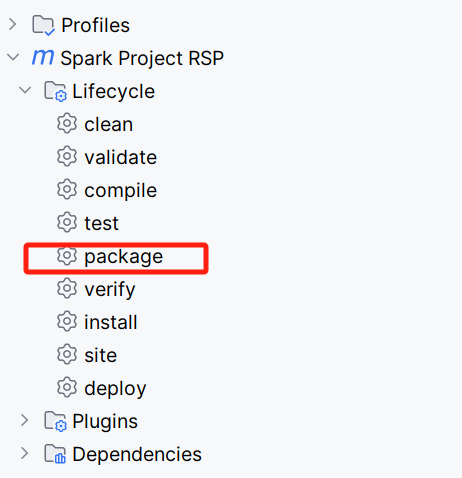 Profiles
m Spark Project RSP
Lifecycle
clean
validate
compile
test
package
verify
install
site
deploy
Plugins
Dependencies